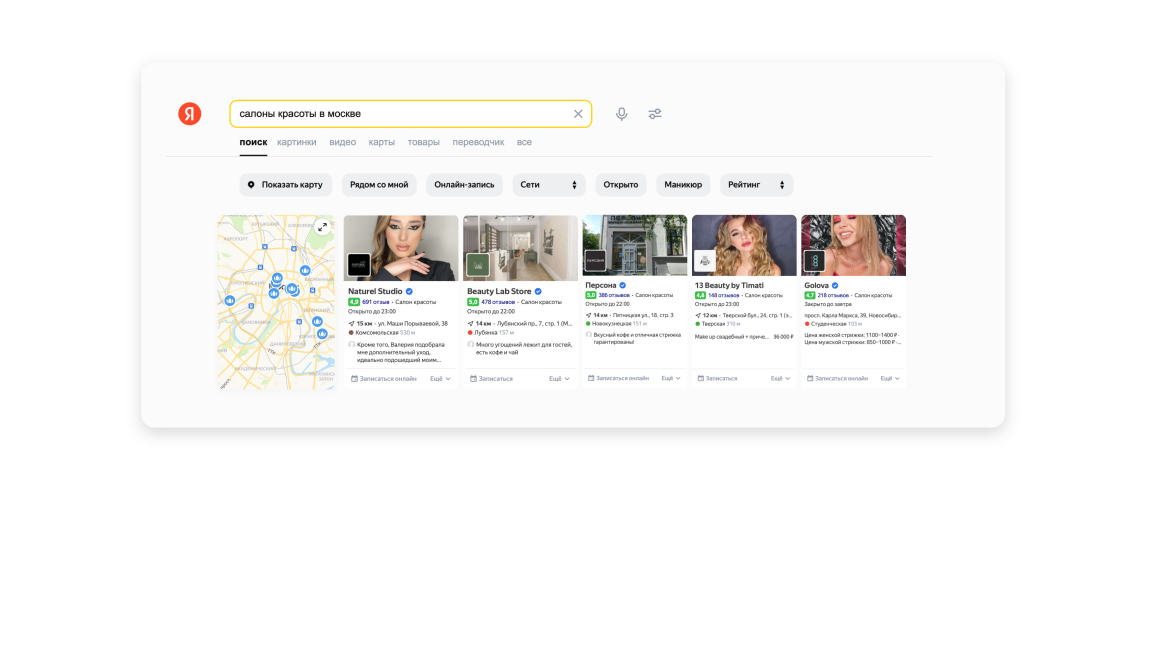 Я
салоны красоты в москве
поиск картинки видео карты товары переводчик все
Показать карту Рядом со мной Онлайн-запись Сети Открыто Маникюр Рейтинг
Naturel Studio
4,9 691 отзыв • Салон красоты
Открыто до 23:00
15 км • ул. Маши Порываевой, 38
Комсомольская 530 м
Кроме того, Валерия подобрала
мне дополнительный уход,
идеально подошедший моим...
Записаться онлайн Ещё
Beauty Lab Store
5,0 478 отзывов • Салон красоты
Открыто до 22:00
14 км • Лубянский пр., 7, стр. 1 (М...
Лубянка 157 м
Много угощений лежит для гостей,
есть кофе и чай
Записаться Ещё
ПЕРСОНА
Персона
5,0 386 отзывов • Салон красоты
Открыто до 22:00
14 км • Пятницкая ул., 18, стр. 3
Новокузнецкая 151 м
Вкусный кофе и отличная стрижка
гарантированы!
Записаться онлайн Ещё
13 Beauty by Timati
4,8 148 отзывов • Салон красоты
Открыто до 23:00
12 км • Тверской бул., 24, стр. 1 (э...
Тверская 310 м
Make up свадебный + приче... 36 000 ₽
Записаться Ещё
Golova
4,7 218 отзывов • Салон красоты
Закрыто до завтра
просп. Карла Маркса, 39, Новосибир...
Студенческая 103 м
Цена женской стрижки: 1100–1400 ₽ ·
Цена мужской стрижки: 850–1000 ₽ ·
Записаться онлайн Ещё